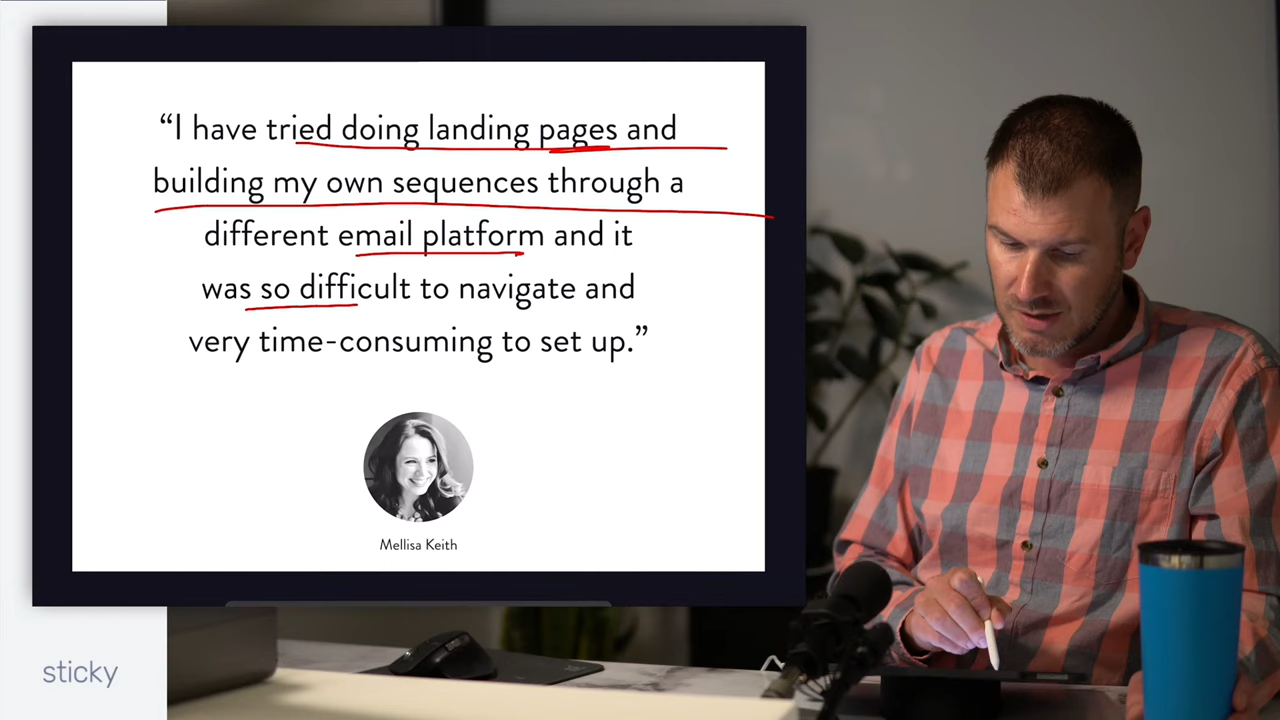 “I have tried doing landing pages and
building my own sequences through a
different email platform and it
was so difficult to navigate and
very time-consuming to set up.”
Mellisa Keith
sticky